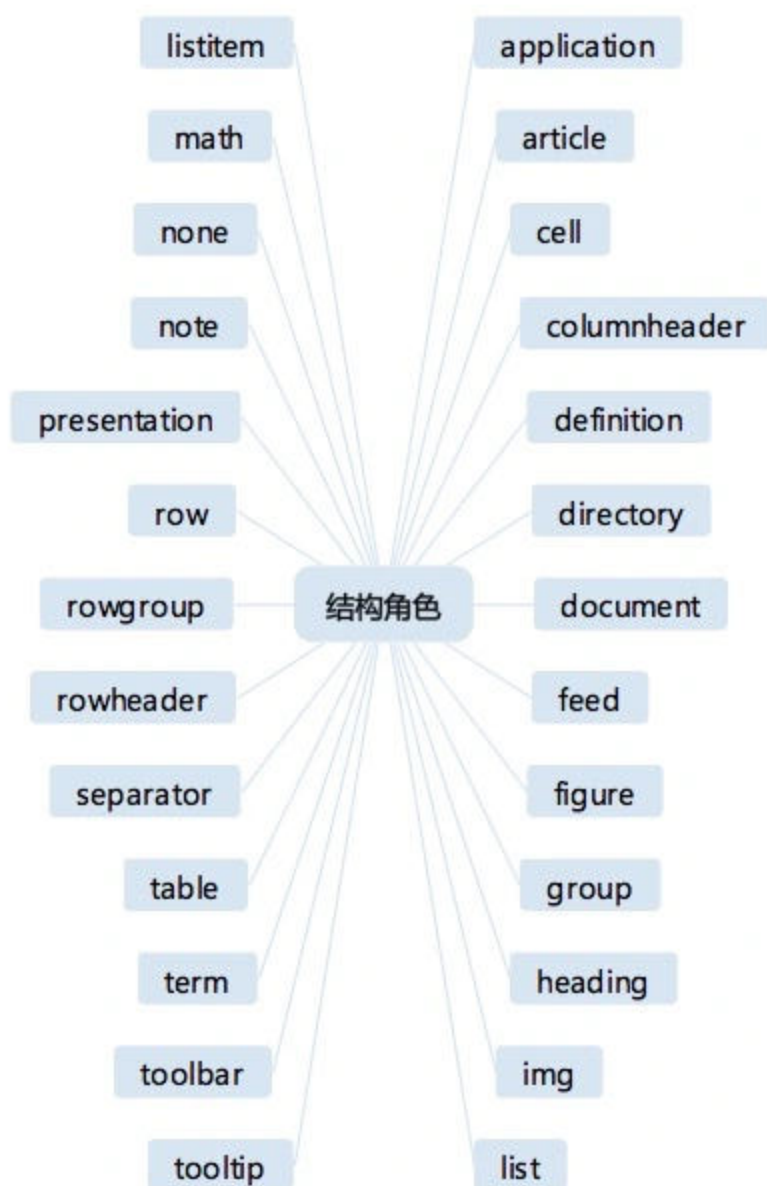 listitem
math
none
note
presentation
row
rowgroup
rowheader
separator
table
term
toolbar
tooltip
结构角色
application
article
cell
columnheader
definition
directory
document
feed
figure
group
heading
img
list